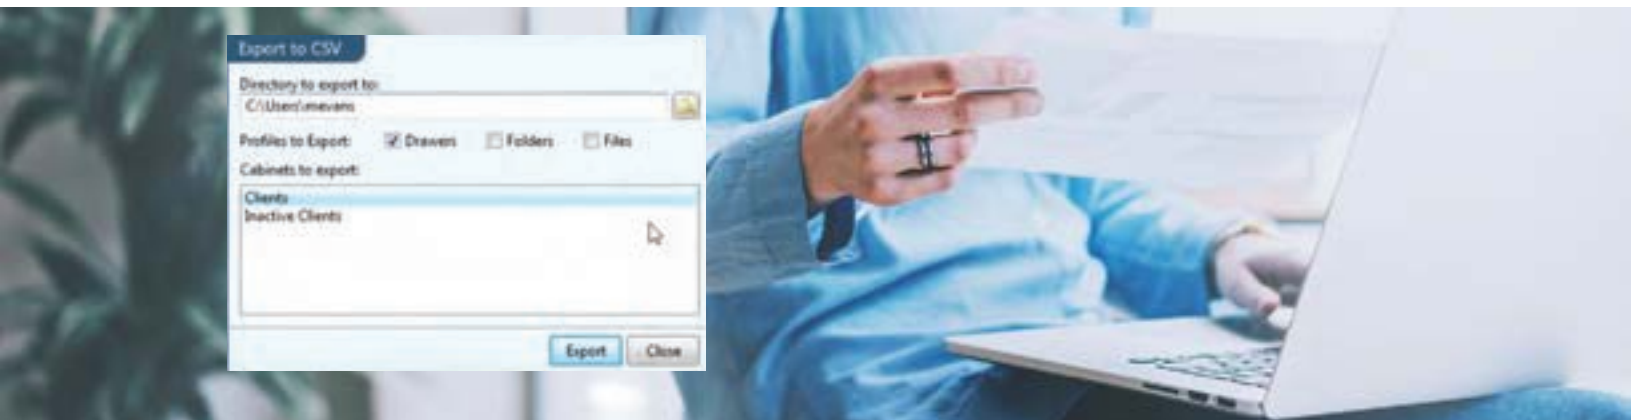 Export to CSV
Directory to export to:
C:\Users\mevans
Profiles to Export: Drawers Folders Files
Cabinets to export:
Clients
Inactive Clients
Export Close